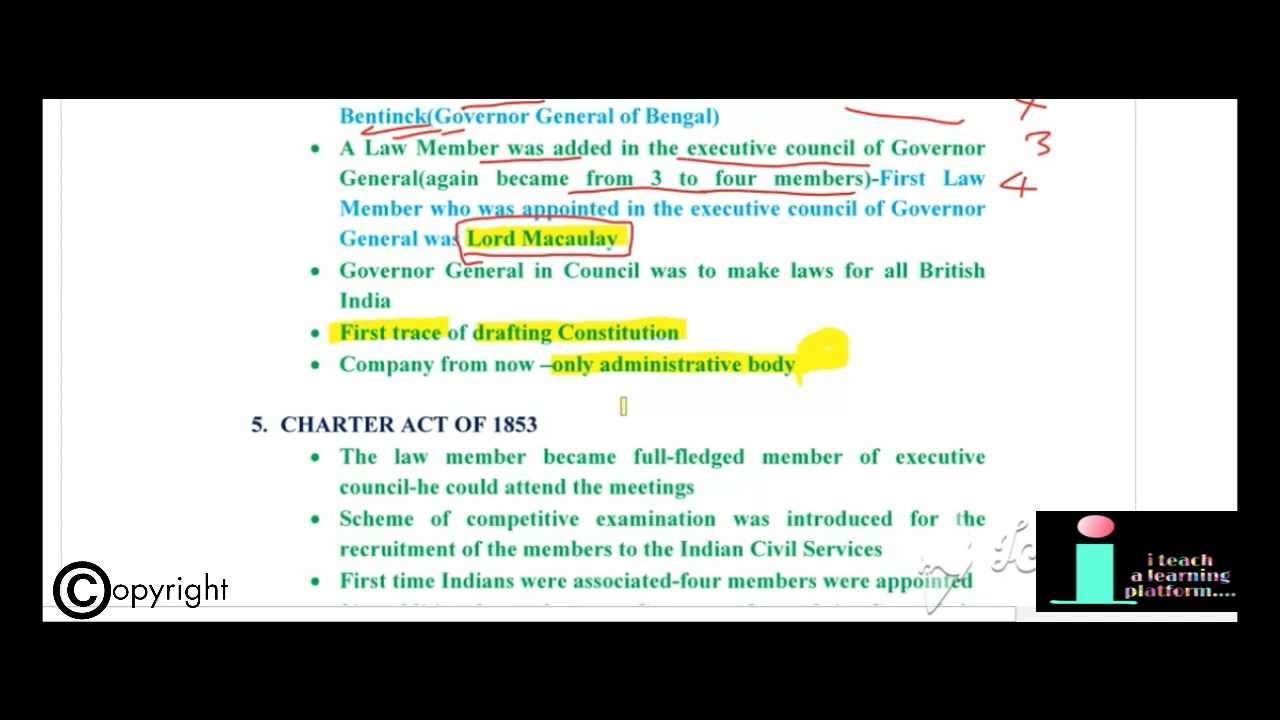 Bentinck(Governor General of Bengal)
• A Law Member was added in the executive council of Governor
General(again became from 3 to four members)-First Law
Member who was appointed in the executive council of Governor
General was Lord Macaulay
3
4
• Governor General in Council was to make laws for all British
India
• First trace of drafting Constitution
• Company from now –only administrative body
5. CHARTER ACT OF 1853
• The law member became full-fledged member of executive
council-he could attend the meetings
• Scheme of competitive examination was introduced for the
recruitment of the members to the Indian Civil Services
• First time Indians were associated-four members were appointed
Copyright
i teach
a learning
platform....